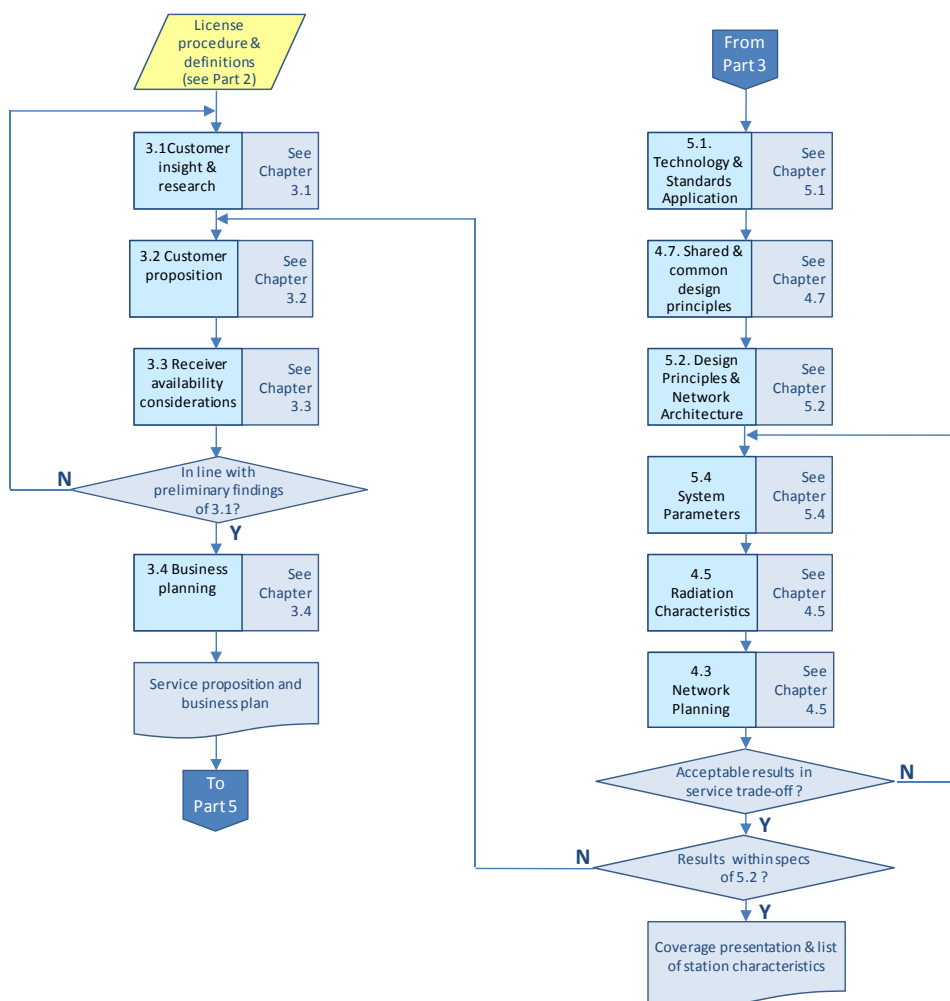 License
procedure &
definitions
(see Part 2)
3.1Customer
insight &
research
See
Chapter
3.1
3.2 Customer
proposition
See
Chapter
3.2
3.3 Receiver
availability
considerations
See
Chapter
3.3
N
In line with
preliminary findings
of 3.1?
Y
3.4 Business
planning
See
Chapter
3.4
Service proposition and
business plan
To
Part 5
From
Part 3
5.1.
Technology &
Standards
Application
See
Chapter
5.1
4.7. Shared &
common
design
principles
See
Chapter
4.7
5.2. Design
Principles &
Network
Architecture
See
Chapter
5.2
5.4
System
Parameters
See
Chapter
5.4
4.5
Radiation
Characteristics
See
Chapter
4.5
4.3
Network
Planning
See
Chapter
4.5
Acceptable results in
service trade-off ?
N
Y
N
Results within specs
of 5.2 ?
Y
Coverage presentation & list
of station characteristics